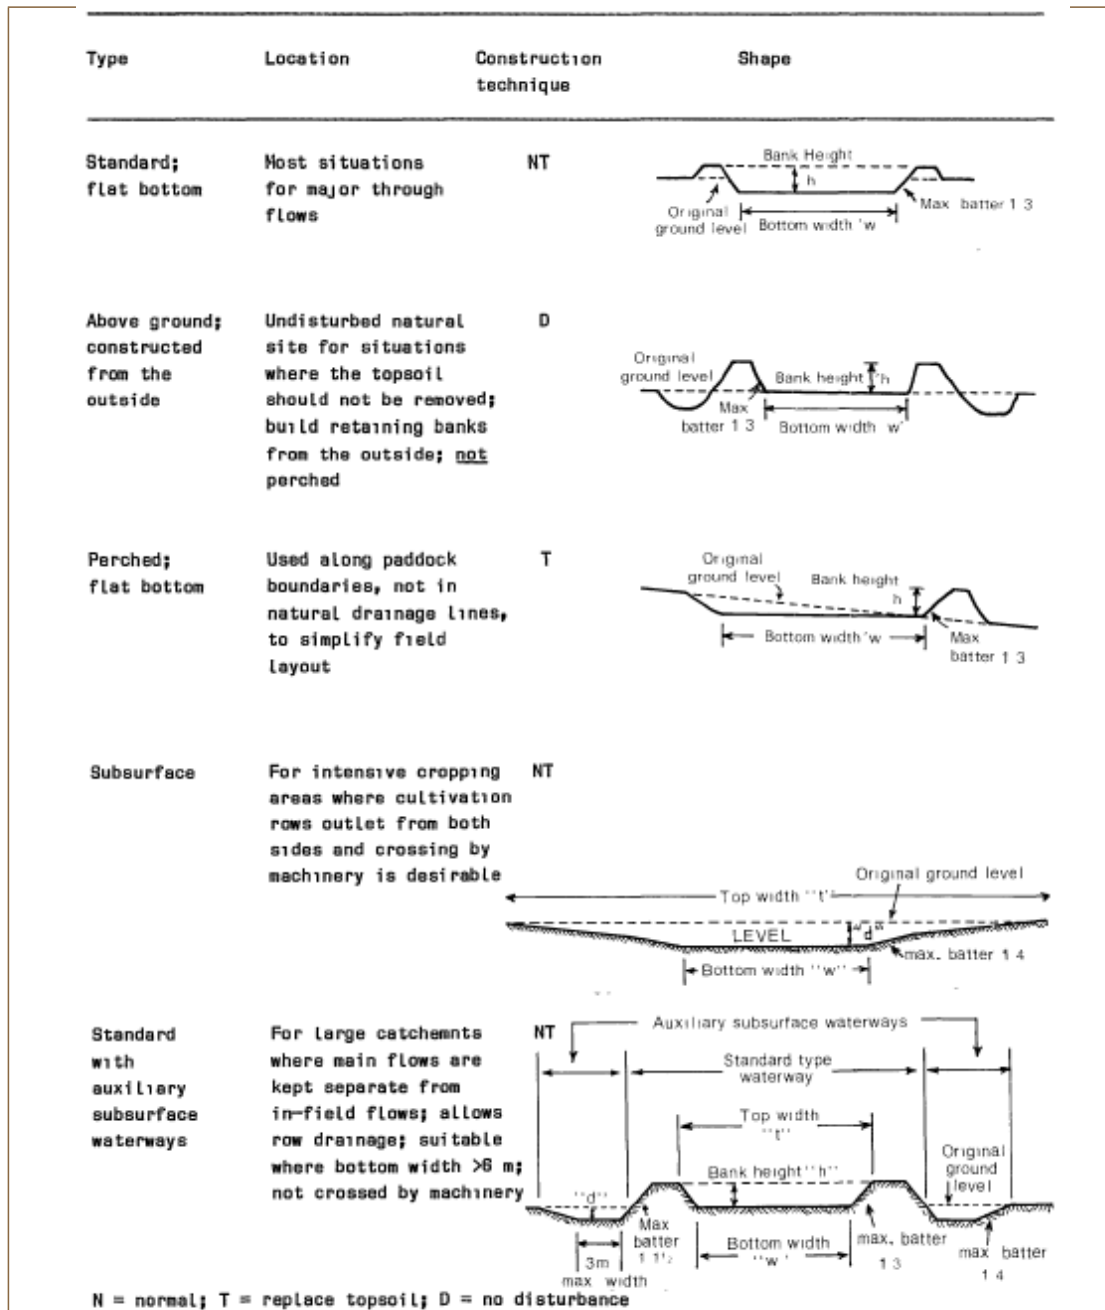 Type Location Construction technique Shape
Standard; flat bottom
Most situations for major through flows
NT
Bank Height
h
Original ground level
Bottom width 'w
Max batter 1 3
Above ground; constructed from the outside
Undisturbed natural site for situations where the topsoil should not be removed; build retaining banks from the outside; not perched
D
Original ground level
Bank height "h
Max batter 1 3
Bottom width w'
Perched; flat bottom
Used along paddock boundaries, not in natural drainage lines, to simplify field layout
T
Original ground level
Bank height h
Bottom width 'w
Max batter 1 3
Subsurface
For intensive cropping areas where cultivation rows outlet from both sides and crossing by machinery is desirable
NT
Original ground level
Top width "t"
LEVEL
"d"
max. batter 1 4
Bottom width "w"
Standard with auxiliary subsurface waterways
For large catchemnts where main flows are kept separate from in-field flows; allows row drainage; suitable where bottom width >6 m; not crossed by machinery
NT
Auxiliary subsurface waterways
Standard type waterway
Top width "t"
Bank height "h"
Original ground level
"d"
Max batter 1 1½
3m max width
Bottom width "w'
max. batter 1 3
max batter 1 4
N = normal; T = replace topsoil; D = no disturbance